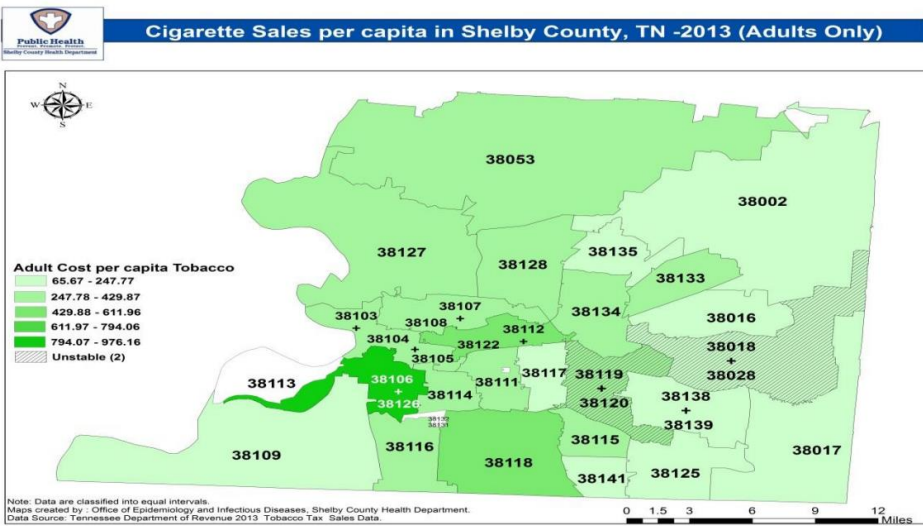 Public Health
Prevent. Promote. Protect.
Shelby County Health Department
Cigarette Sales per capita in Shelby County, TN -2013 (Adults Only)
N
W E
S
38053
38002
38135
38127
38128
38133
Adult Cost per capita Tobacco
65.67 - 247.77
247.78 - 429.87
429.88 - 611.96
611.97 - 794.06
794.07 - 976.16
Unstable (2)
38107
38103
38108
38134
38016
38112
38104
38122
38105
38018
38028
38113
38106
38126
38114
38111
38117
38119
38120
38138
38139
38131
38116
38115
38109
38118
38017
38141
38125
Note: Data are classified into equal intervals.
Maps created by : Office of Epidemiology and Infectious Diseases, Shelby County Health Department.
Data Source: Tennessee Department of Revenue 2013 Tobacco Tax Sales Data.
0 1.5 3 6 9 12
Miles